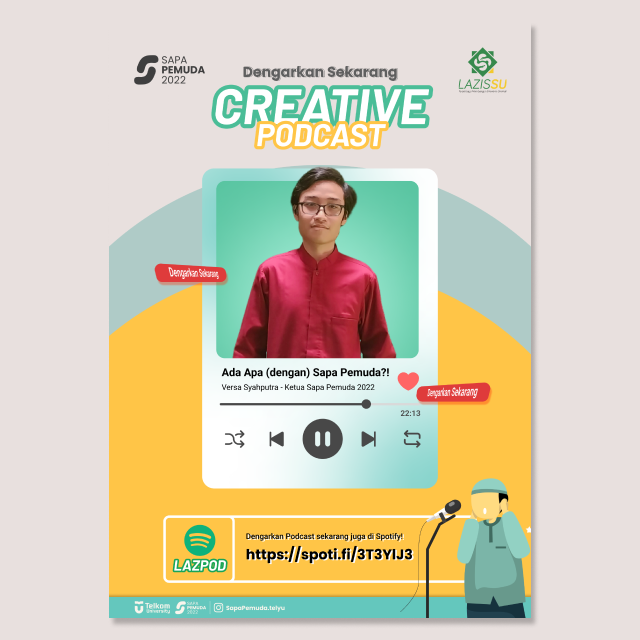 SAPA
PEMUDA
2022
Dengarkan Sekarang
CREATIVE
PODCAST
LAZISSU
Dengarkan Sekarang
Ada Apa (dengan) Sapa Pemuda?!
Versa Syahputra - Ketua Sapa Pemuda 2022
Dengarkan Sekarang
22:13
Dengarkan Podcast sekarang juga di Spotify!
https://spoti.fi/3T3YIJ3
LAZPOD
Telkom
University
SAPA
PEMUDA
2022
SapaPemuda.telyu